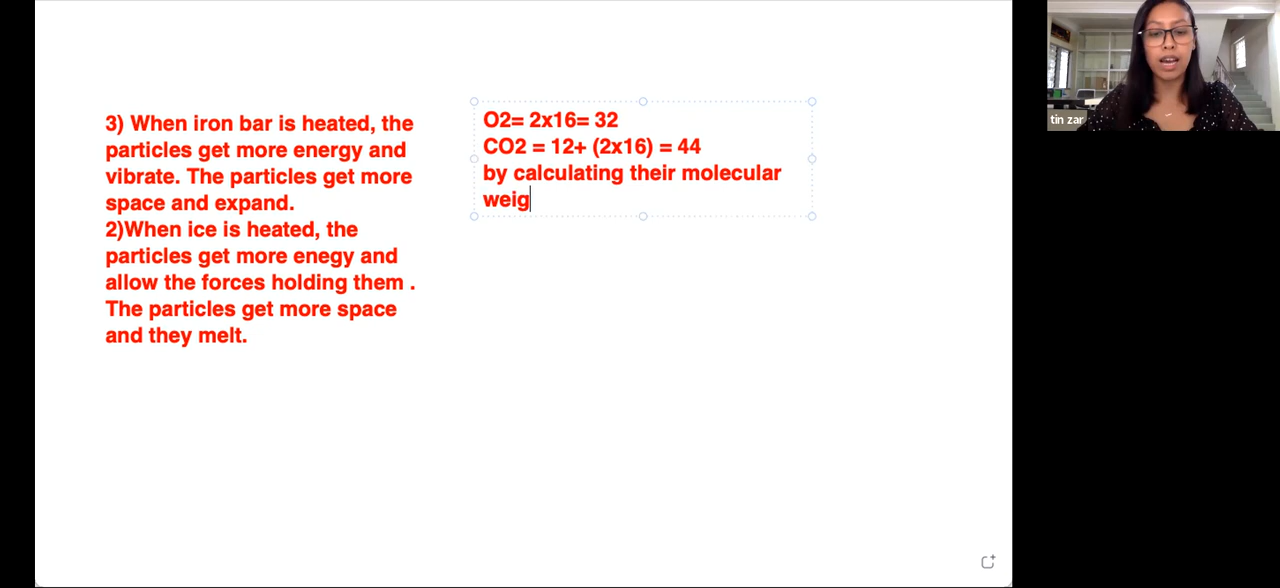 3) When iron bar is heated, the
particles get more energy and
vibrate. The particles get more
space and expand.
2)When ice is heated, the
particles get more enegy and
allow the forces holding them .
The particles get more space
and they melt.
O2= 2x16= 32
CO2 = 12+ (2x16) = 44
by calculating their molecular
weig
tin zar